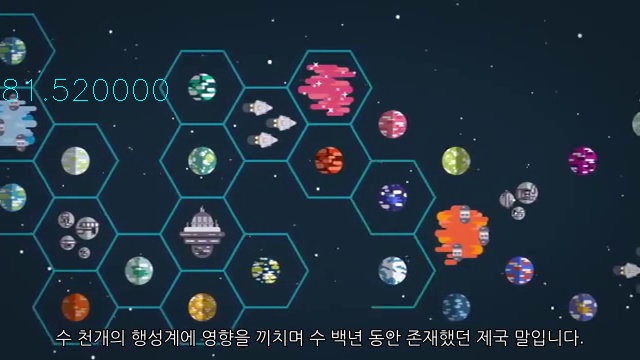 81.520000
수 천개의 행성계에 영향을 끼치며 수 백년 동안 존재했던 제국 말입니다.